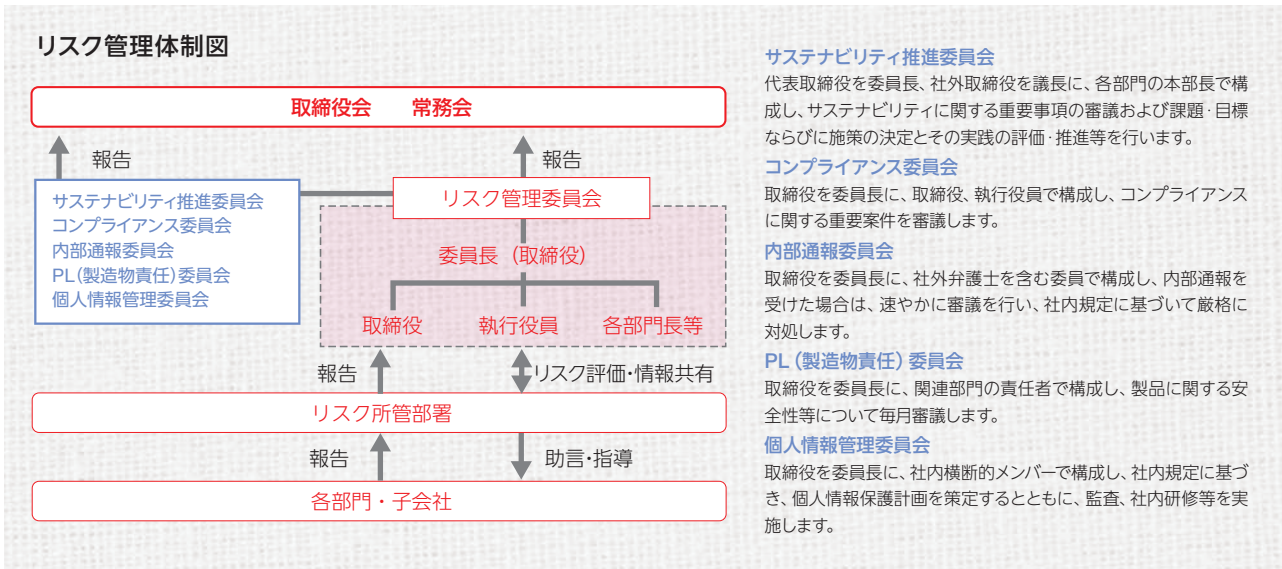 リスク管理体制図
取締役会 常務会
報告
報告
サステナビリティ推進委員会
コンプライアンス委員会
内部通報委員会
PL(製造物責任)委員会
個人情報管理委員会
リスク管理委員会
委員長(取締役)
取締役 執行役員 各部門長等
報告
リスク評価・情報共有
リスク所管部署
報告
助言・指導
各部門・子会社
サステナビリティ推進委員会
代表取締役を委員長、社外取締役を議長に、各部門の本部長で構
成し、サステナビリティに関する重要事項の審議および課題・目標
ならびに施策の決定とその実践の評価・推進等を行います。
コンプライアンス委員会
取締役を委員長に、取締役、執行役員で構成し、コンプライアンス
に関する重要案件を審議します。
内部通報委員会
取締役を委員長に、社外弁護士を含む委員で構成し、内部通報を
受けた場合は、速やかに審議を行い、社内規定に基づいて厳格に
対処します。
PL(製造物責任)委員会
取締役を委員長に、関連部門の責任者で構成し、製品に関する安
全性等について毎月審議します。
個人情報管理委員会
取締役を委員長に、社内横断的メンバーで構成し、社内規定に基づ
き、個人情報保護計画を策定するとともに、監査、社内研修等を実
施します。